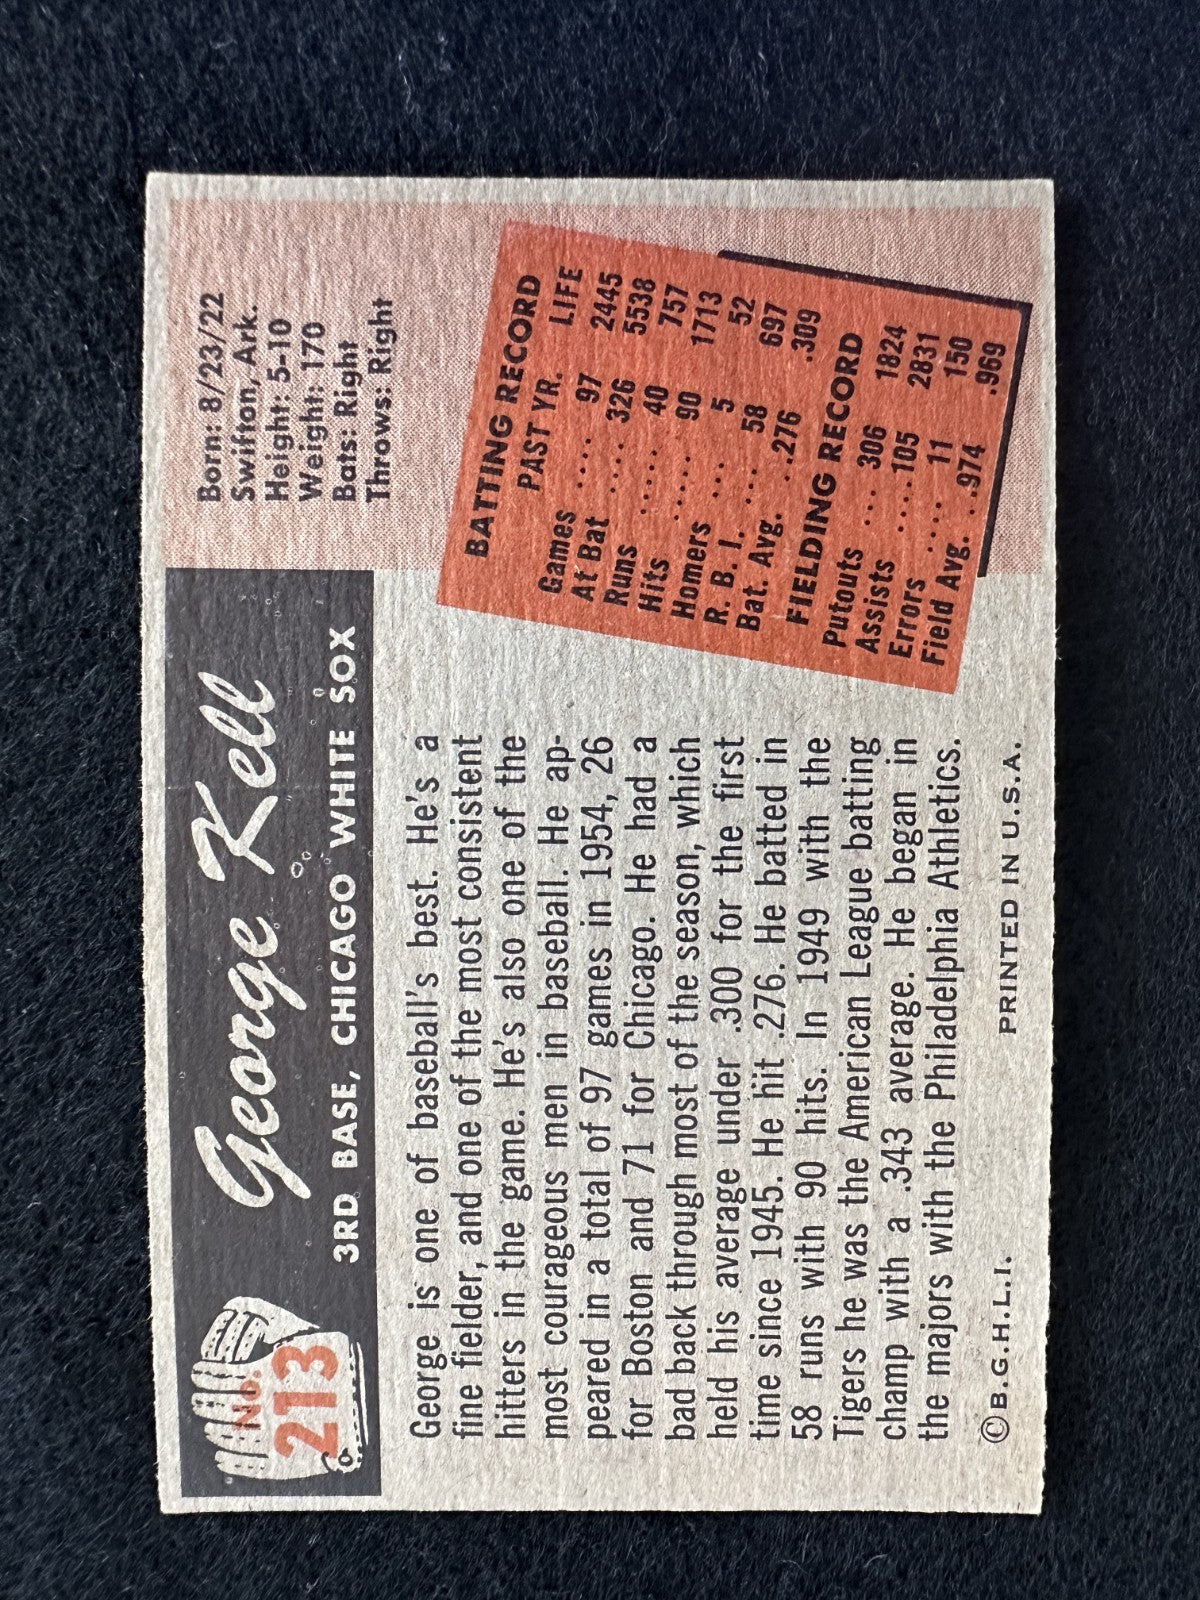 No.
213
George Kell
3RD BASE, CHICAGO WHITE SOX
Born: 8/23/22
Swifton, Ark.
Height: 5-10
Weight: 170
Bats: Right
Throws: Right
George is one of baseball's best. He's a
fine fielder, and one of the most consistent
hitters in the game. He's also one of the
most courageous men in baseball. He ap-
peared in a total of 97 games in 1954, 26
for Boston and 71 for Chicago. He had a
bad back through most of the season, which
held his average under .300 for the first
time since 1945. He hit .276. He batted in
58 runs with 90 hits. In 1949 with the
Tigers he was the American League batting
champ with a .343 average. He began in
the majors with the Philadelphia Athletics.
BATTING RECORD
PAST YR. LIFE
Games .... 97 2445
At Bat .... 326 5538
Runs ..... 40 757
Hits ..... 90 1713
Homers ... 5 52
R. B. I. ... 58 697
Bat. Avg. . .276 .309
FIELDING RECORD
Putouts ... 306 1824
Assists ....105 2831
Errors .... 11 150
Field Avg. . .974 .969
©B.G.H.L.I. PRINTED IN U.S.A.